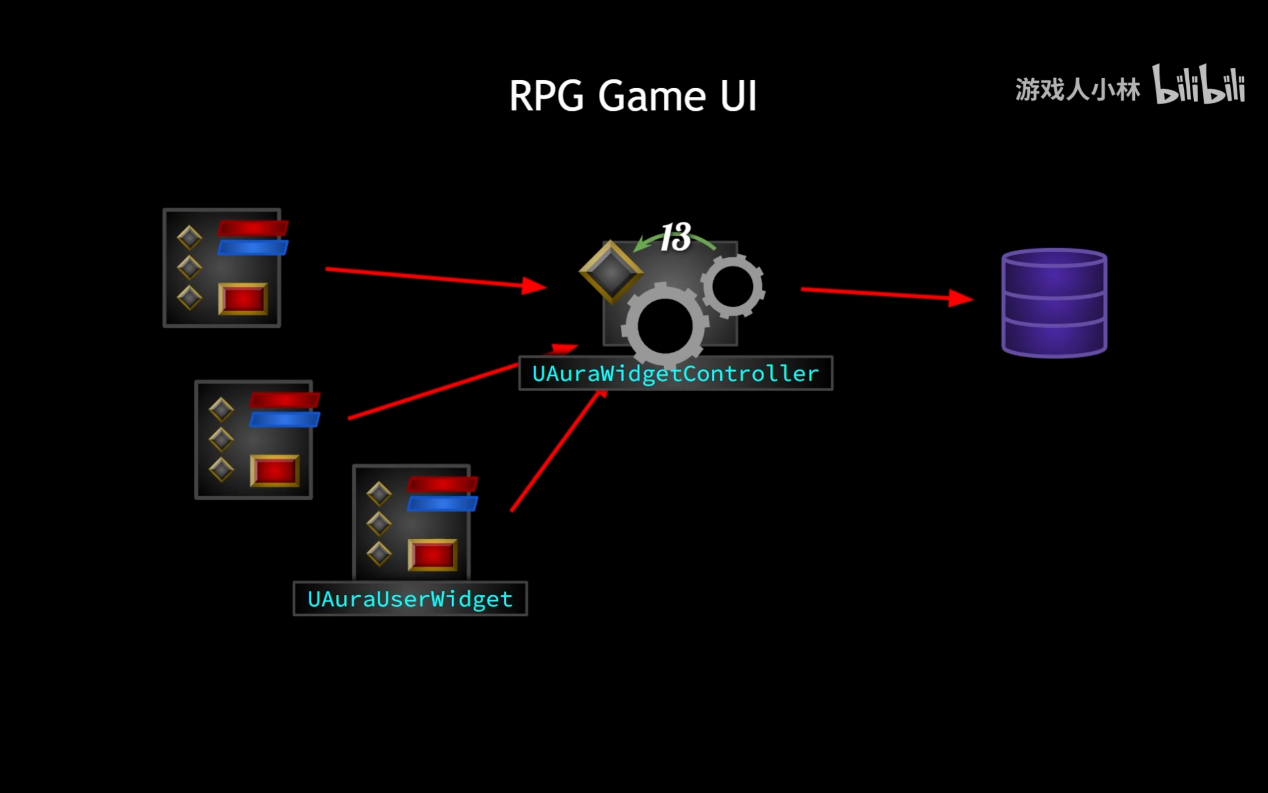 RPG Game UI
游戏人小林 bilibili
13
UAuraWidgetController
UAuraUserWidget